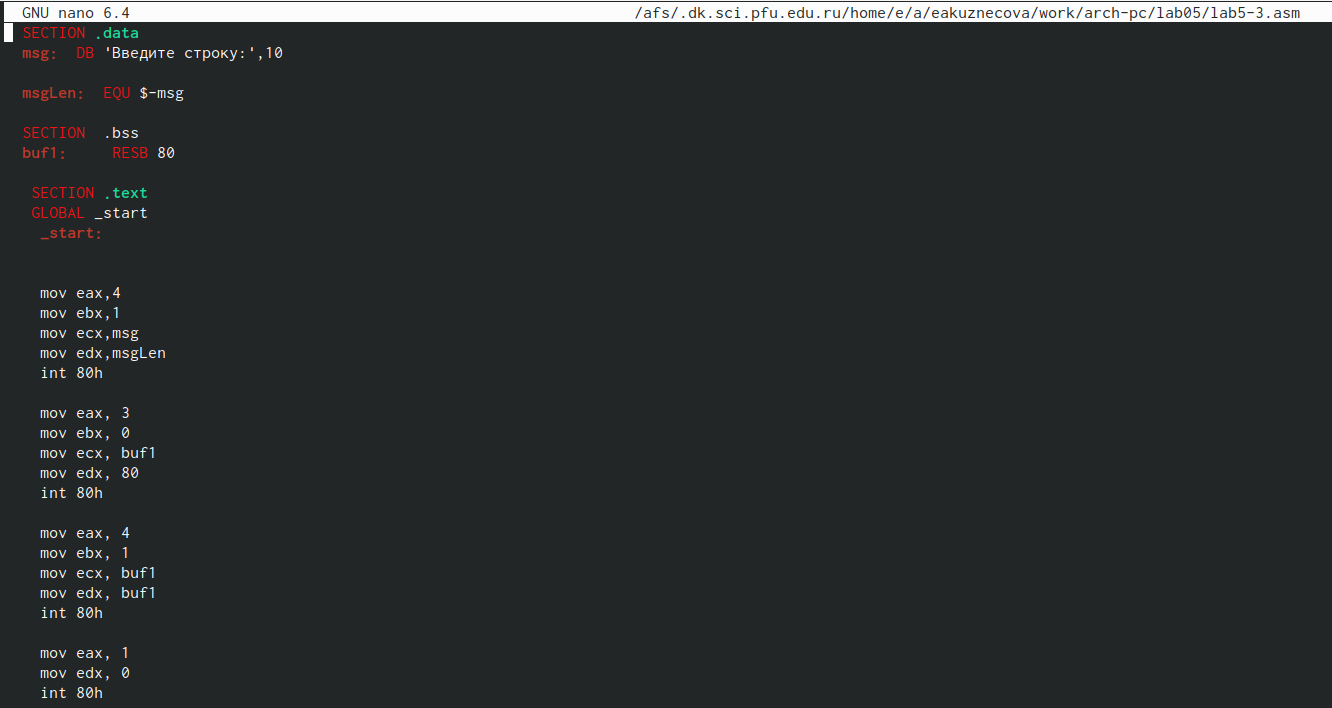 GNU nano 6.4 /afs/.dk.sci.pfu.edu.ru/home/e/a/eakuznecova/work/arch-pc/lab05/lab5-3.asm
SECTION .data
msg: DB 'Введите строку:',10
msgLen: EQU $-msg
SECTION .bss
buf1: RESB 80
SECTION .text
GLOBAL _start
_start:
mov eax,4
mov ebx,1
mov ecx,msg
mov edx,msgLen
int 80h
mov eax, 3
mov ebx, 0
mov ecx, buf1
mov edx, 80
int 80h
mov eax, 4
mov ebx, 1
mov ecx, buf1
mov edx, buf1
int 80h
mov eax, 1
mov edx, 0
int 80h